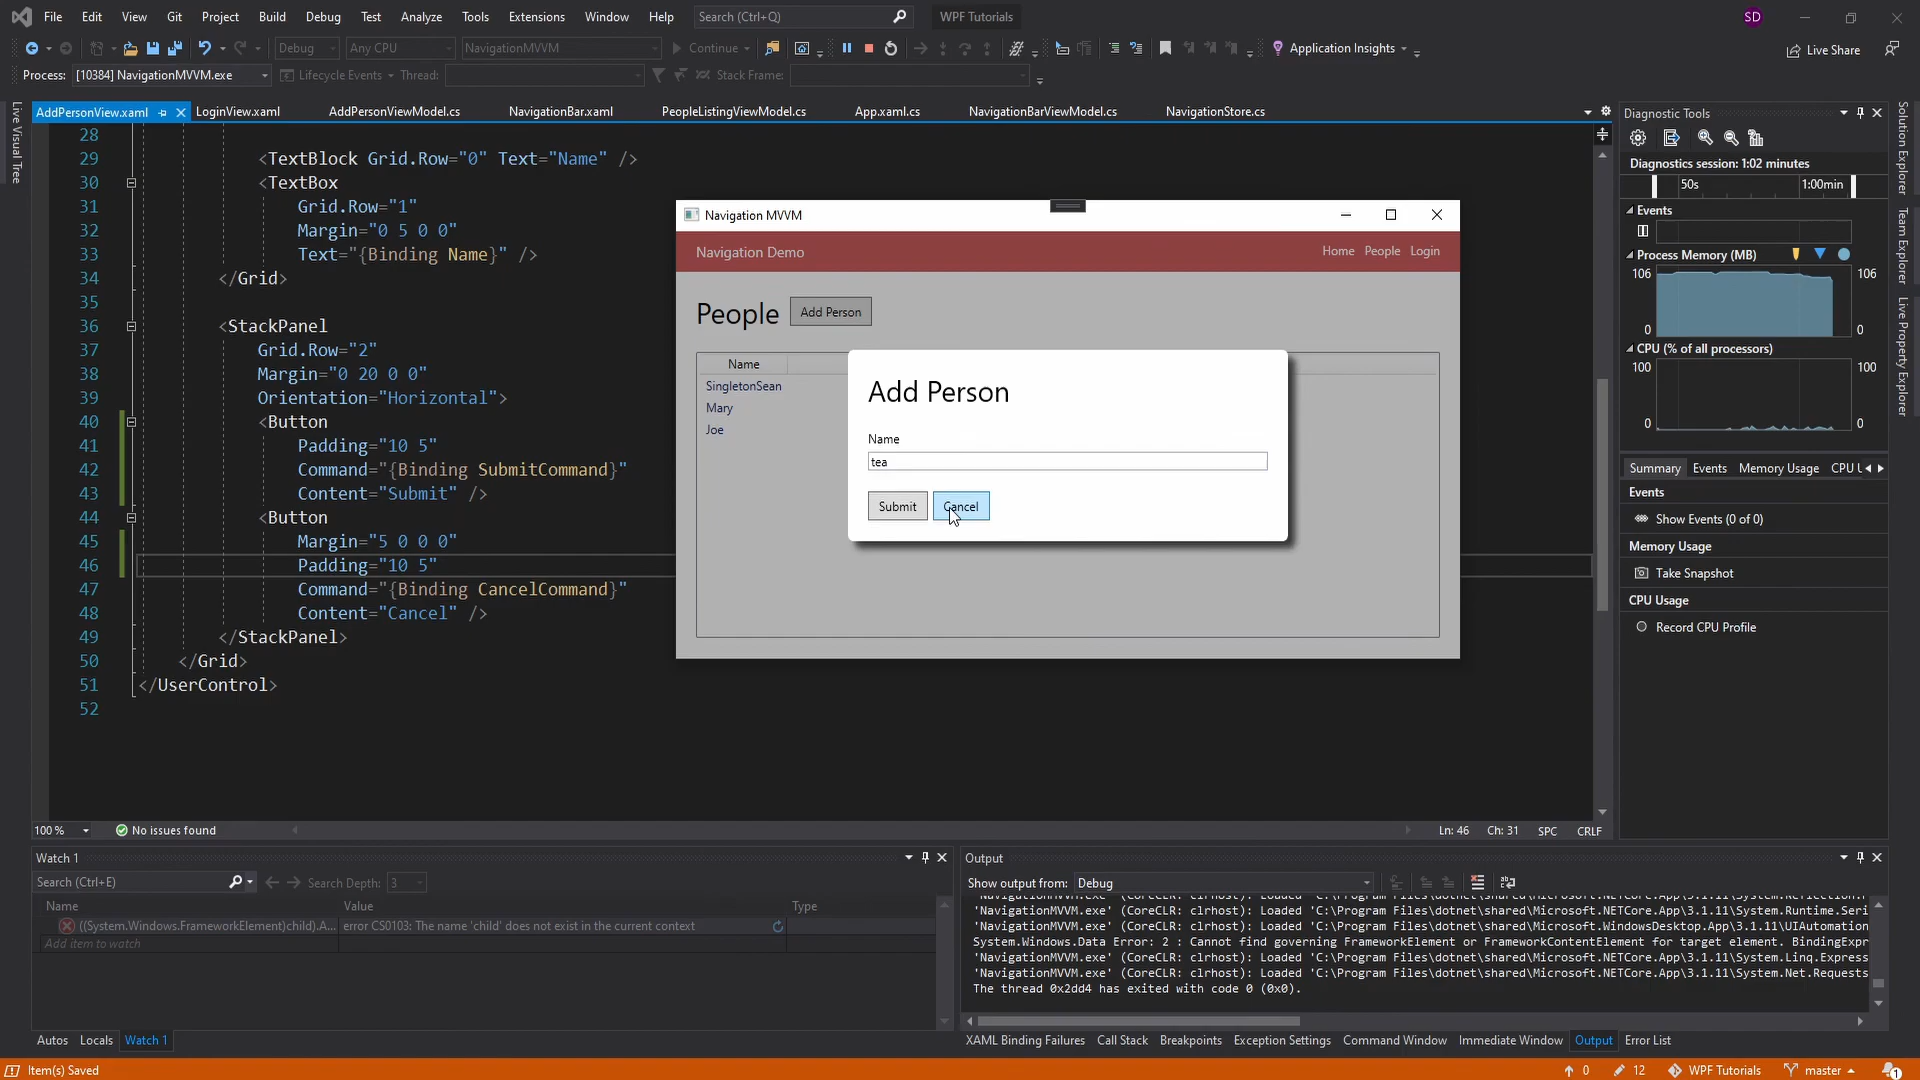 File Edit View Git Project Build Debug Test Analyze Tools Extensions Window Help Search (Ctrl+Q) WPF Tutorials SD
Debug Any CPU NavigationMVVM Continue Application Insights Live Share
Process: [10384] NavigationMVVM.exe Lifecycle Events Thread: Stack Frame:
AddPersonView.xaml LoginView.xaml AddPersonViewModel.cs NavigationBar.xaml PeopleListingViewModel.cs App.xaml.cs NavigationBarViewModel.cs NavigationStore.cs
Live Visual Tree
28
29 <TextBlock Grid.Row="0" Text="Name" />
30 <TextBox
31 Grid.Row="1"
32 Margin="0 5 0 0"
33 Text="{Binding Name}" />
34 </Grid>
35
36 <StackPanel
37 Grid.Row="2"
38 Margin="0 20 0 0"
39 Orientation="Horizontal">
40 <Button
41 Padding="10 5"
42 Command="{Binding SubmitCommand}"
43 Content="Submit" />
44 <Button
45 Margin="5 0 0 0"
46 Padding="10 5"
47 Command="{Binding CancelCommand}"
48 Content="Cancel" />
49 </StackPanel>
50 </Grid>
51 </UserControl>
52
Navigation MVVM
Navigation Demo Home People Login
People Add Person
Name
SingletonSean
Mary
Joe
Add Person
Name
tea
Submit Cancel
Diagnostic Tools
Diagnostics session: 1:02 minutes
50s 1:00min
Events
Process Memory (MB)
106 106
0 0
CPU (% of all processors)
100 100
0 0
Summary Events Memory Usage CPU U
Events
Show Events (0 of 0)
Memory Usage
Take Snapshot
CPU Usage
Record CPU Profile
Solution Explorer
Team Explorer
Live Property Explorer
100 % No issues found Ln: 46 Ch: 31 SPC CRLF
Watch 1
Search (Ctrl+E) Search Depth: 3
Name Value Type
((System.Windows.FrameworkElement)child).A... error CS0103: The name 'child' does not exist in the current context
Add item to watch
Autos Locals Watch 1
Output
Show output from: Debug
'NavigationMVVM.exe' (CoreCLR: clrhost): Loaded 'C:\Program Files\dotnet\shared\Microsoft.NETCore.App\3.1.11\System.Runtime.Seri
'NavigationMVVM.exe' (CoreCLR: clrhost): Loaded 'C:\Program Files\dotnet\shared\Microsoft.WindowsDesktop.App\3.1.11\UIAutomation
System.Windows.Data Error: 2 : Cannot find governing FrameworkElement or FrameworkContentElement for target element. BindingExpr
'NavigationMVVM.exe' (CoreCLR: clrhost): Loaded 'C:\Program Files\dotnet\shared\Microsoft.NETCore.App\3.1.11\System.Linq.Express
'NavigationMVVM.exe' (CoreCLR: clrhost): Loaded 'C:\Program Files\dotnet\shared\Microsoft.NETCore.App\3.1.11\System.Net.Requests
The thread 0x2dd4 has exited with code 0 (0x0).
XAML Binding Failures Call Stack Breakpoints Exception Settings Command Window Immediate Window Output Error List
Item(s) Saved 0 12 WPF Tutorials master 1